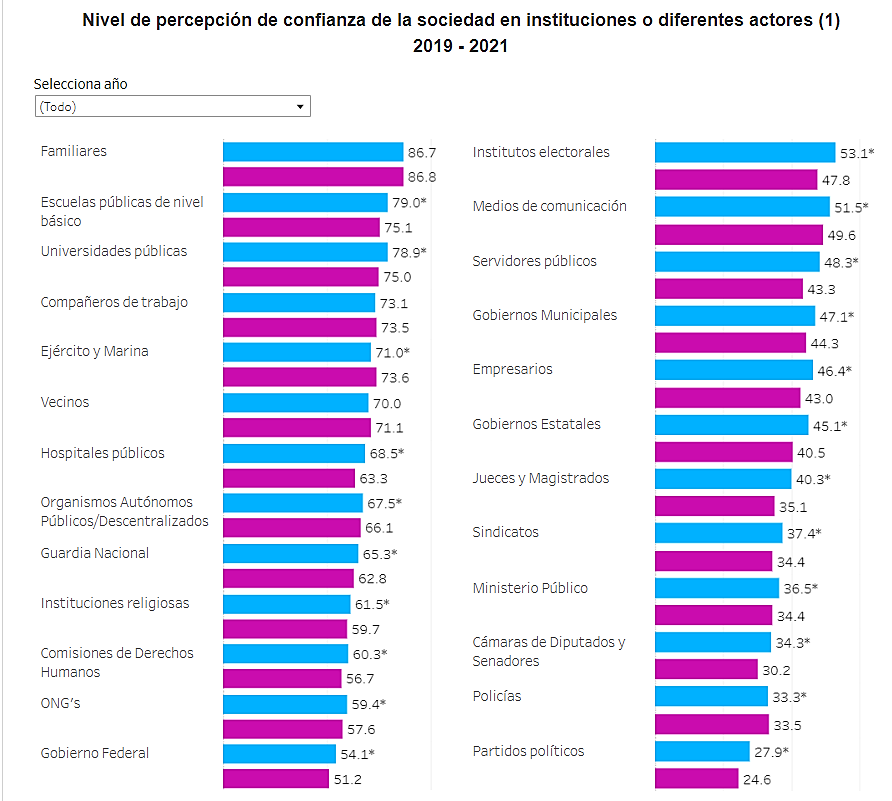 Nivel de percepción de confianza de la sociedad en instituciones o diferentes actores (1)
2019 - 2021
Selecciona año
(Todo)
Familiares
86.7
86.8
Escuelas públicas de nivel
básico
79.0*
75.1
Universidades públicas
78.9*
75.0
Compañeros de trabajo
73.1
73.5
Ejército y Marina
71.0*
73.6
Vecinos
70.0
71.1
Hospitales públicos
68.5*
63.3
Organismos Autónomos
Públicos/Descentralizados
67.5*
66.1
Guardia Nacional
65.3*
62.8
Instituciones religiosas
61.5*
59.7
Comisiones de Derechos
Humanos
60.3*
56.7
ONG's
59.4*
57.6
Gobierno Federal
54.1*
51.2
Institutos electorales
53.1*
47.8
Medios de comunicación
51.5*
49.6
Servidores públicos
48.3*
43.3
Gobiernos Municipales
47.1*
44.3
Empresarios
46.4*
43.0
Gobiernos Estatales
45.1*
40.5
Jueces y Magistrados
40.3*
35.1
Sindicatos
37.4*
34.4
Ministerio Público
36.5*
34.4
Cámaras de Diputados y
Senadores
34.3*
30.2
Policías
33.3*
33.5
Partidos políticos
27.9*
24.6